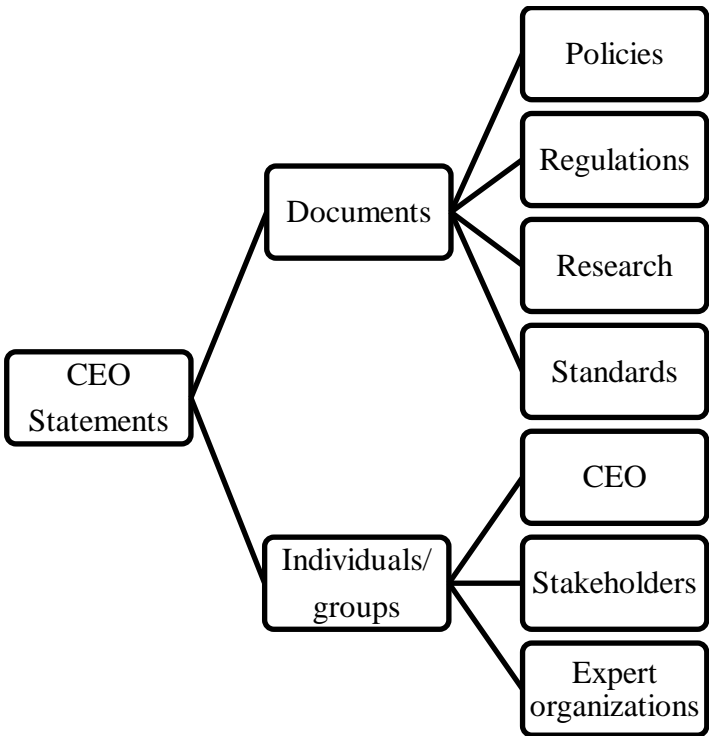 Policies
Regulations
Documents
Research
CEO
Statements
Standards
CEO
Individuals/
groups
Stakeholders
Expert
organizations